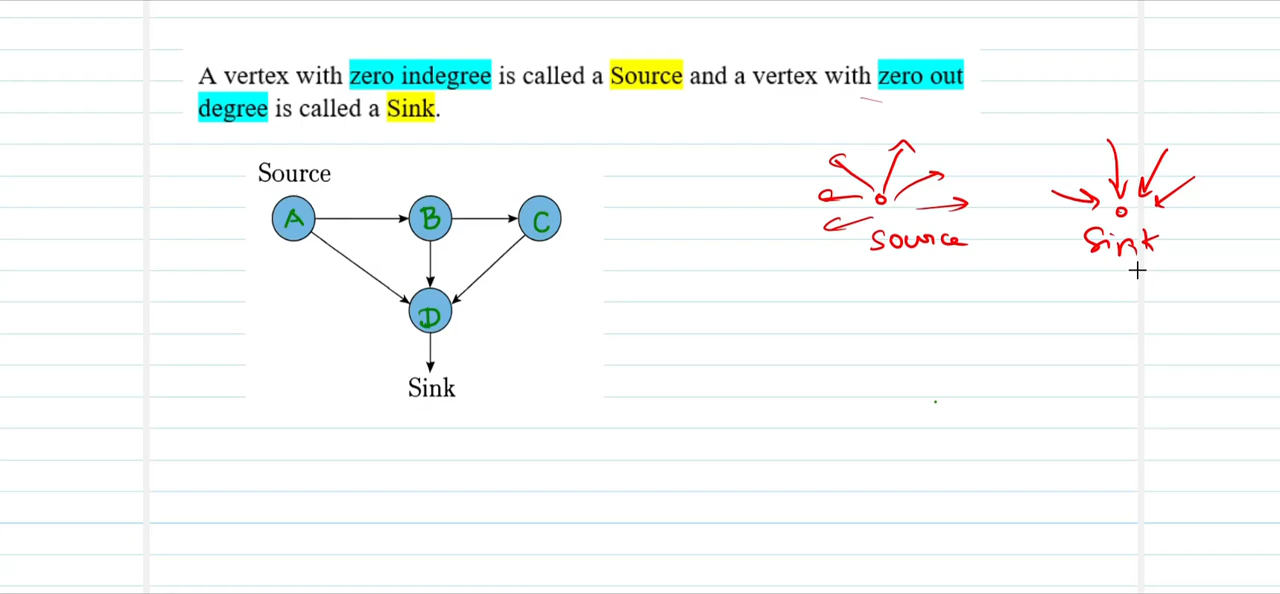 A vertex with zero indegree is called a Source and a vertex with zero out
degree is called a Sink.
Source
A
B
C
D
Sink
Source
Sink